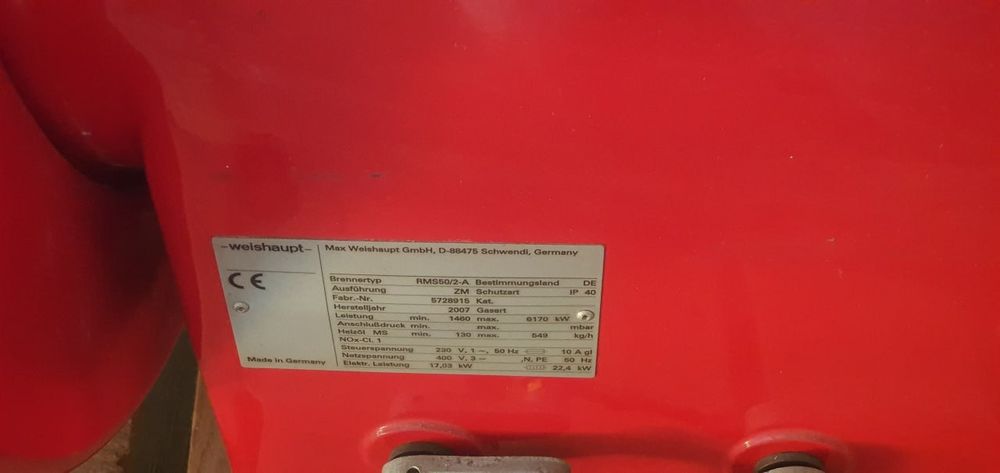 -weishaupt- Max Weishaupt GmbH, D-88475 Schwendi, Germany
CE
Brennertyp RMS50/2-A Bestimmungsland DE
Ausführung ZM Schutzart IP 40
Fabr.-Nr. 5728915 Kat.
Herstelljahr 2007 Gasart
Leistung min. 1460 max. 6170 kW
Anschlußdruck min. max. mbar
Heizöl MS min. 130 max. 549 kg/h
NOx-Cl. 1
Steuerspannung 230 V, 1 ~, 50 Hz 10 A gl
Netzspannung 400 V, 3 ~ ,N, PE 50 Hz
Elektr. Leistung 17,03 kW 22,4 kW
Made in Germany